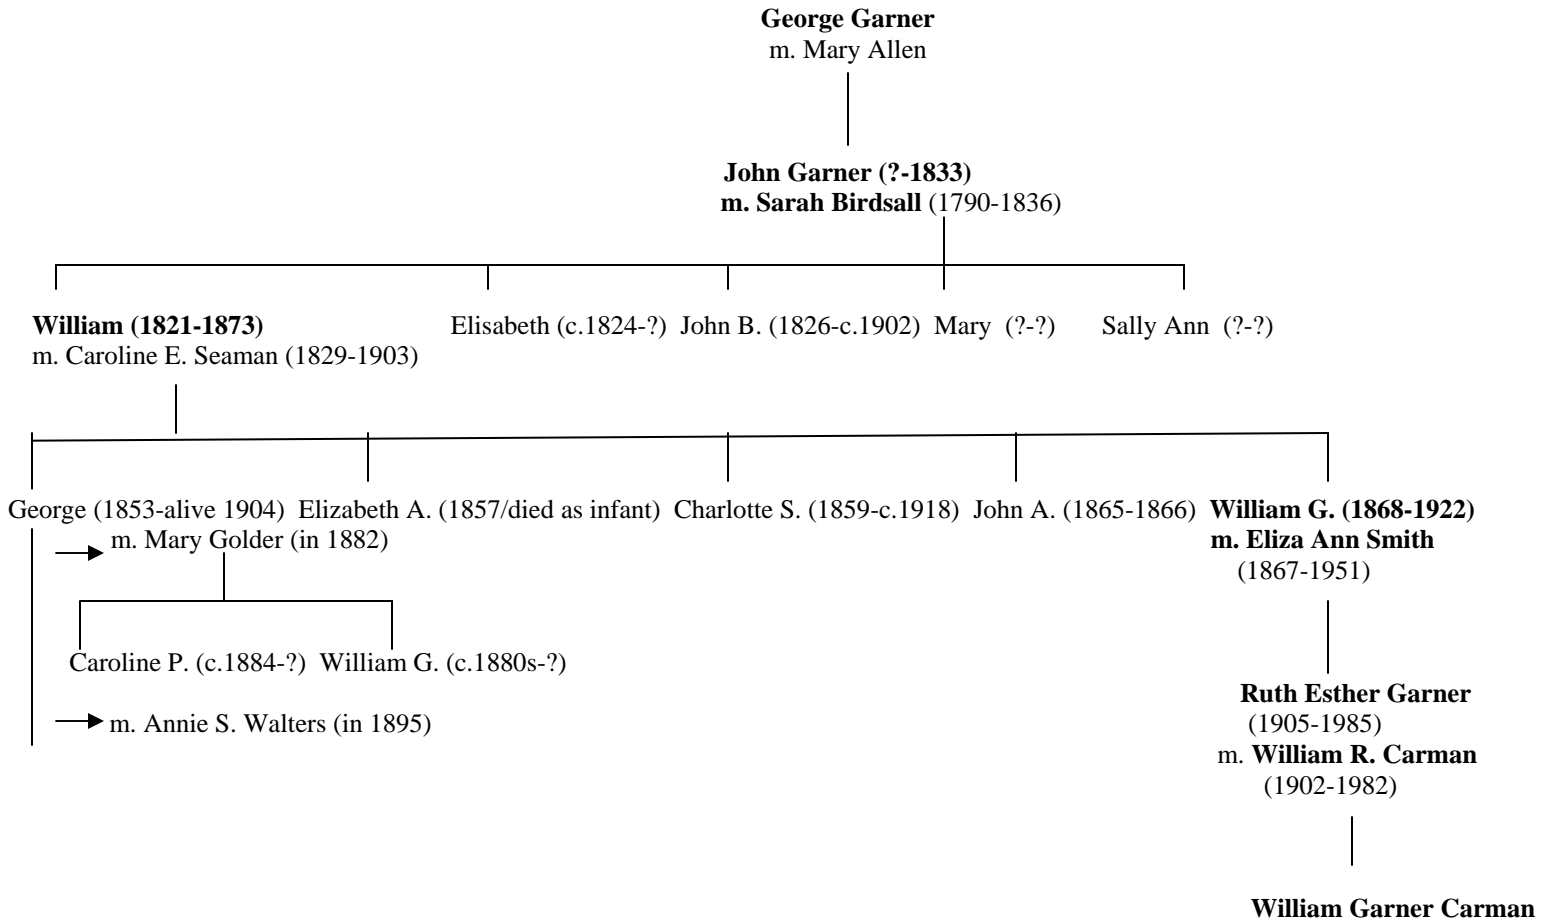 George Garner
m. Mary Allen
John Garner (?-1833)
m. Sarah Birdsall (1790-1836)
William (1821-1873)
m. Caroline E. Seaman (1829-1903)
Elisabeth (c.1824-?)
John B. (1826-c.1902)
Mary (?-?)
Sally Ann (?-?)
George (1853-alive 1904)
m. Mary Golder (in 1882)
Caroline P. (c.1884-?)
William G. (c.1880s-?)
m. Annie S. Walters (in 1895)
Elizabeth A. (1857/died as infant)
Charlotte S. (1859-c.1918)
John A. (1865-1866)
William G. (1868-1922)
m. Eliza Ann Smith
(1867-1951)
Ruth Esther Garner
(1905-1985)
m. William R. Carman
(1902-1982)
William Garner Carman